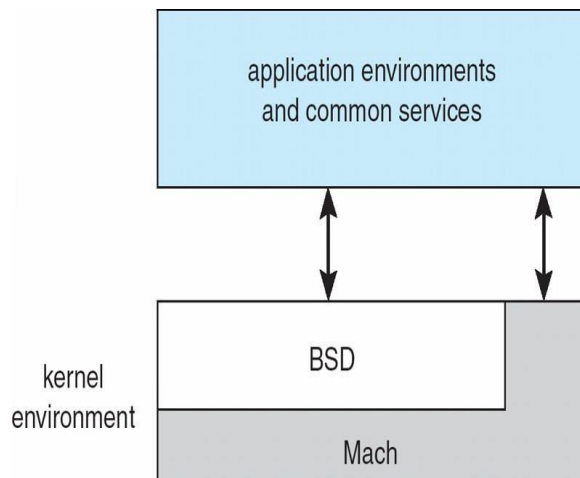 application environments
and common services
BSD
kernel
environment
Mach